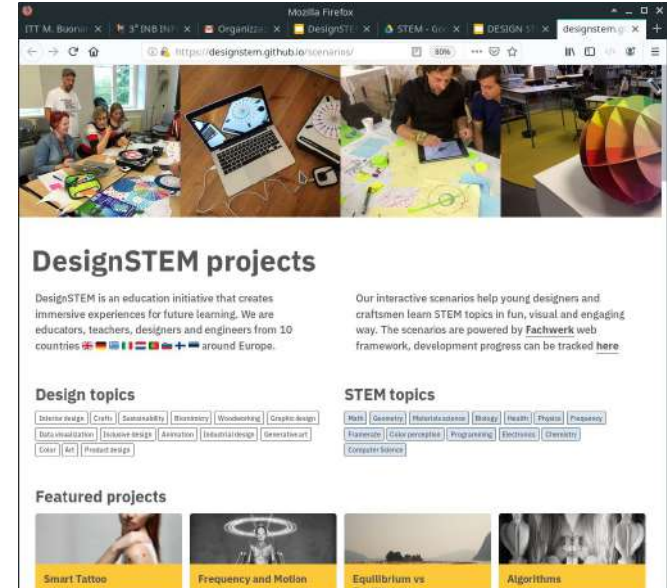 Mozilla Firefox
ITT M. Buonar
3° INB INF
Organizza
DesignSTE
STEM - Goo
DESIGN ST
designstem.g
https://designstem.github.io/scenarios/
80%
DesignSTEM projects
DesignSTEM is an education initiative that creates
immersive experiences for future learning. We are
educators, teachers, designers and engineers from 10
countries around Europe.
Our interactive scenarios help young designers and
craftsmen learn STEM topics in fun, visual and engaging
way. The scenarios are powered by Fachwerk web
framework, development progress can be tracked here
Design topics
Interior design Crafts Sustainability Biomimicry Woodworking Graphic design
Data visualization Inclusive design Animation Industrial design Generative art
Color Art Product design
STEM topics
Math Geometry Materials science Biology Health Physics Frequency
Framerate Color perception Programming Electronics Chemistry
Computer Science
Featured projects
Smart Tattoo
Frequency and Motion
Equilibrium vs
Algorithms